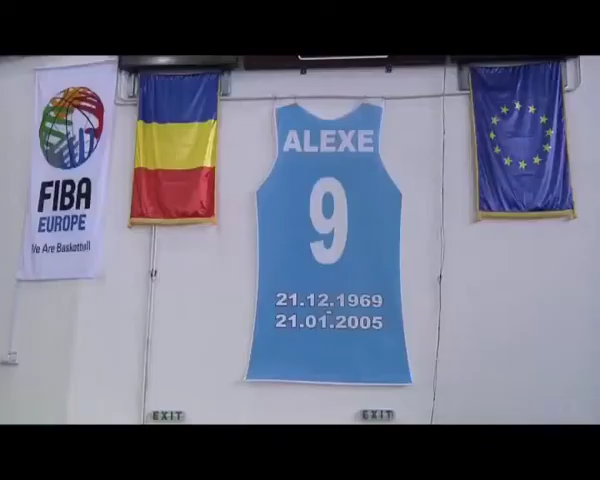 FIBA
EUROPE
We Are Basketball
ALEXE
9
21.12.1969
-
21.01.2005
EXIT
EXIT